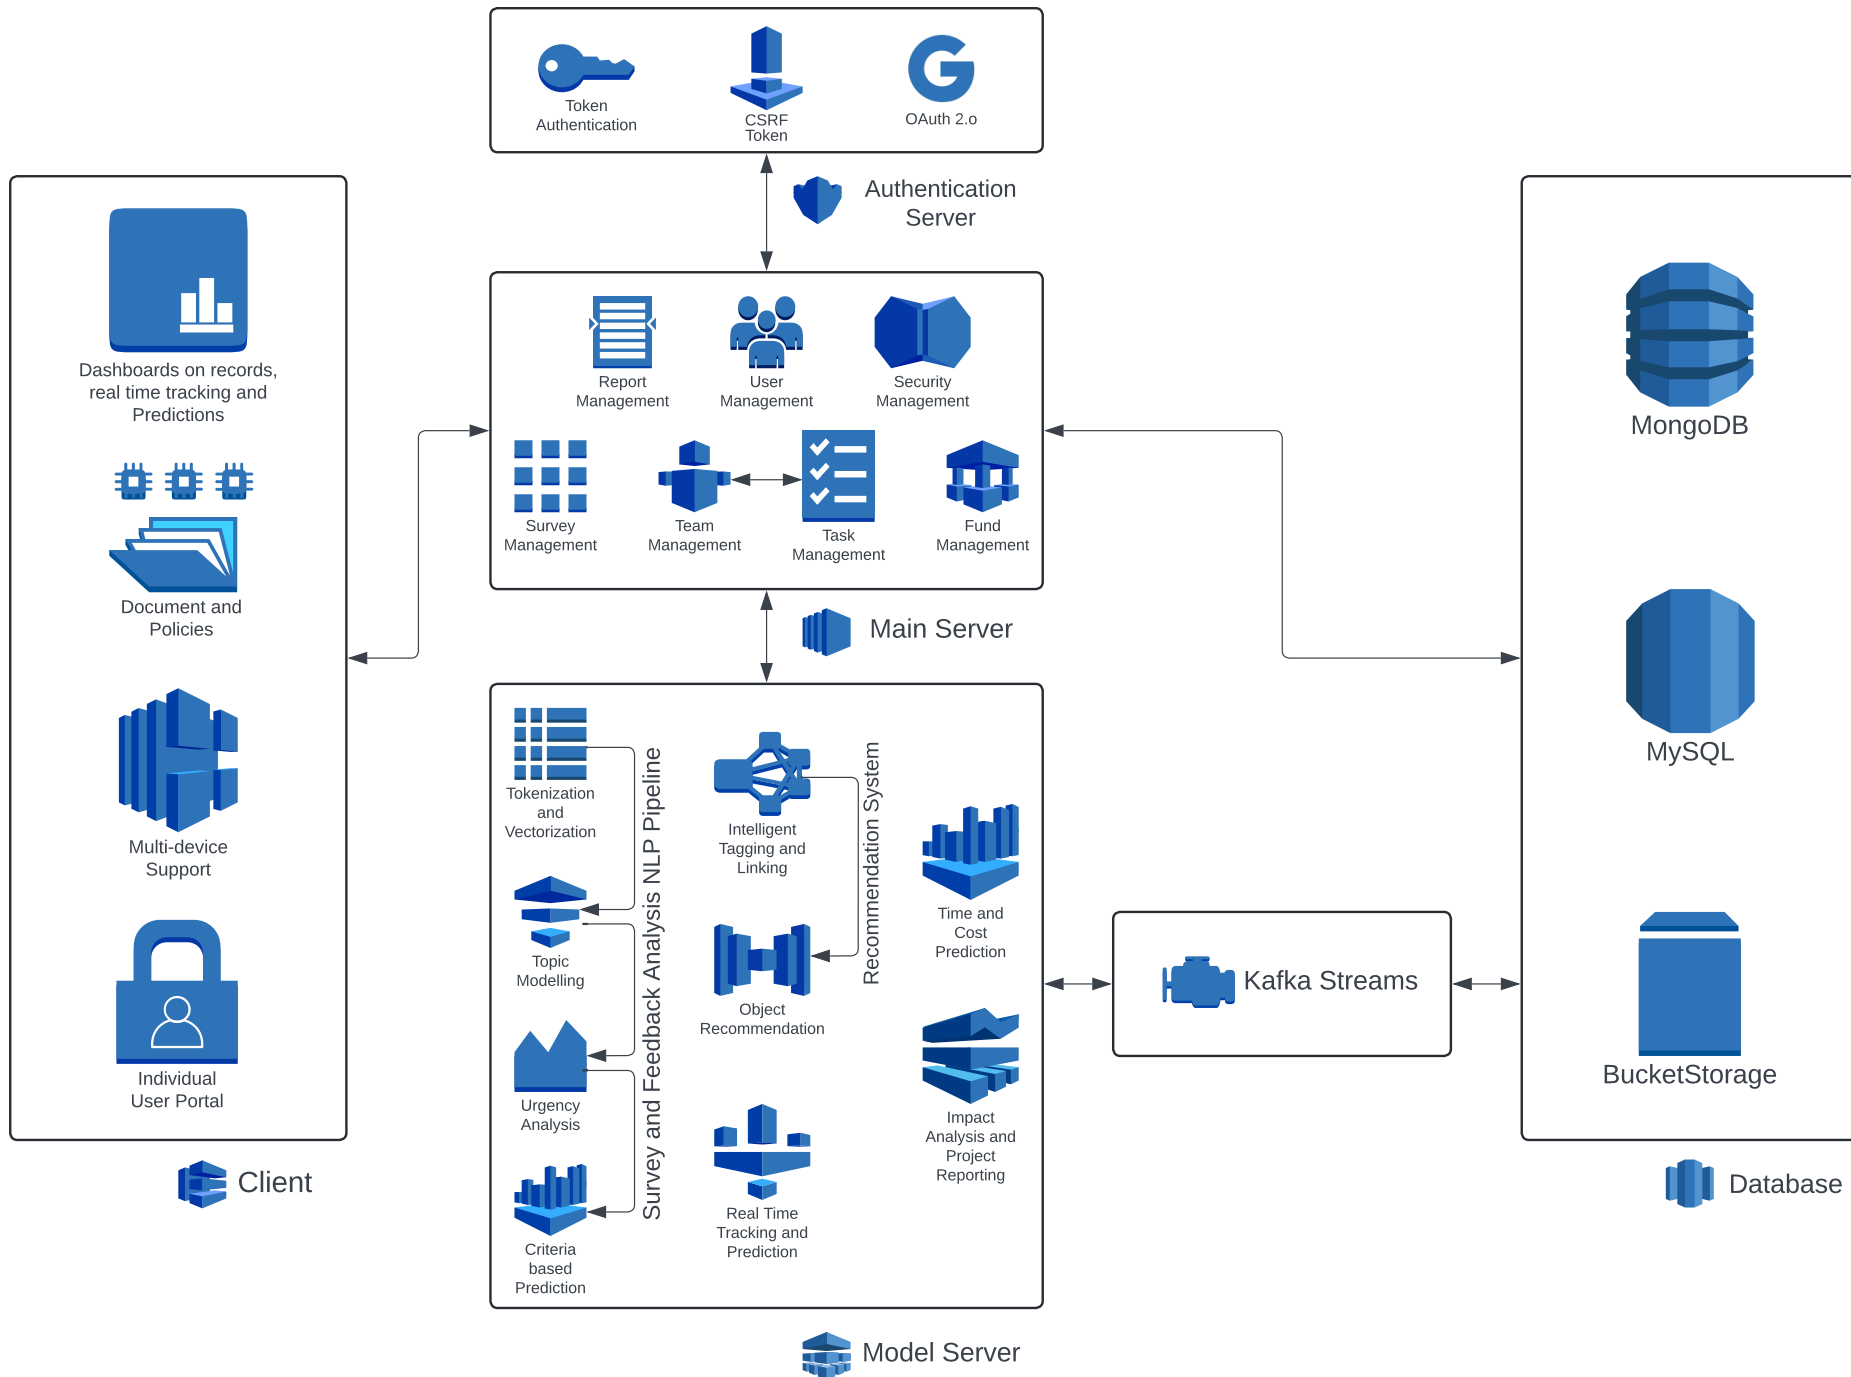 Token
Authentication
CSRF
Token
OAuth 2.o
Authentication
Server
Dashboards on records,
real time tracking and
Predictions
Document and
Policies
Multi-device
Support
Individual
User Portal
Client
Report
Management
User
Management
Security
Management
Survey
Management
Team
Management
Task
Management
Fund
Management
Main Server
Tokenization
and
Vectorization
Topic
Modelling
Urgency
Analysis
Criteria
based
Prediction
Survey and Feedback Analysis NLP Pipeline
Intelligent
Tagging and
Linking
Object
Recommendation
Recommendation System
Real Time
Tracking and
Prediction
Time and
Cost
Prediction
Impact
Analysis and
Project
Reporting
Model Server
Kafka Streams
MongoDB
MySQL
BucketStorage
Database